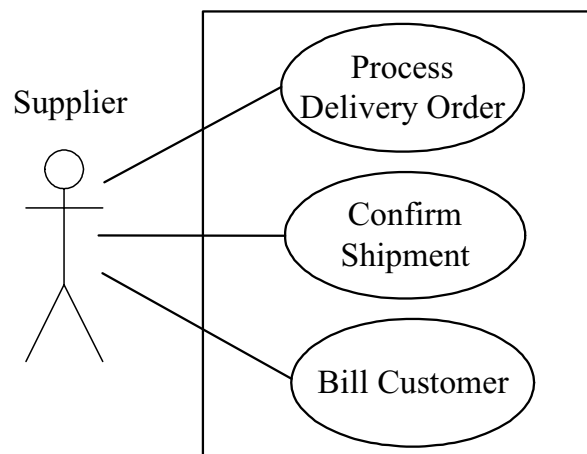 Supplier
Process
Delivery Order
Confirm
Shipment
Bill Customer